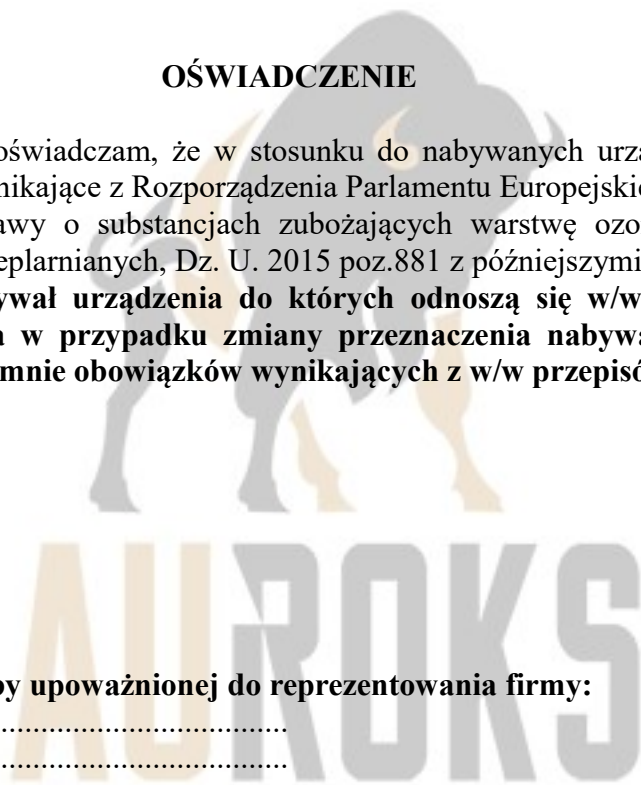 OŚWIADCZENIE
oświadczam, że w stosunku do nabywanych urz
nikające z Rozporządzenia Parlamentu Europejski
awy o substancjach zubożających warstwę ozo
eplarnianych, Dz. U. 2015 poz.881 z późniejszymi
wał urządzenia do których odnoszą się w/w
a w przypadku zmiany przeznaczenia nabyw
mnie obowiązków wynikających z w/w przepis
by upoważnionej do reprezentowania firmy:
.....................................
.....................................
AUROKS